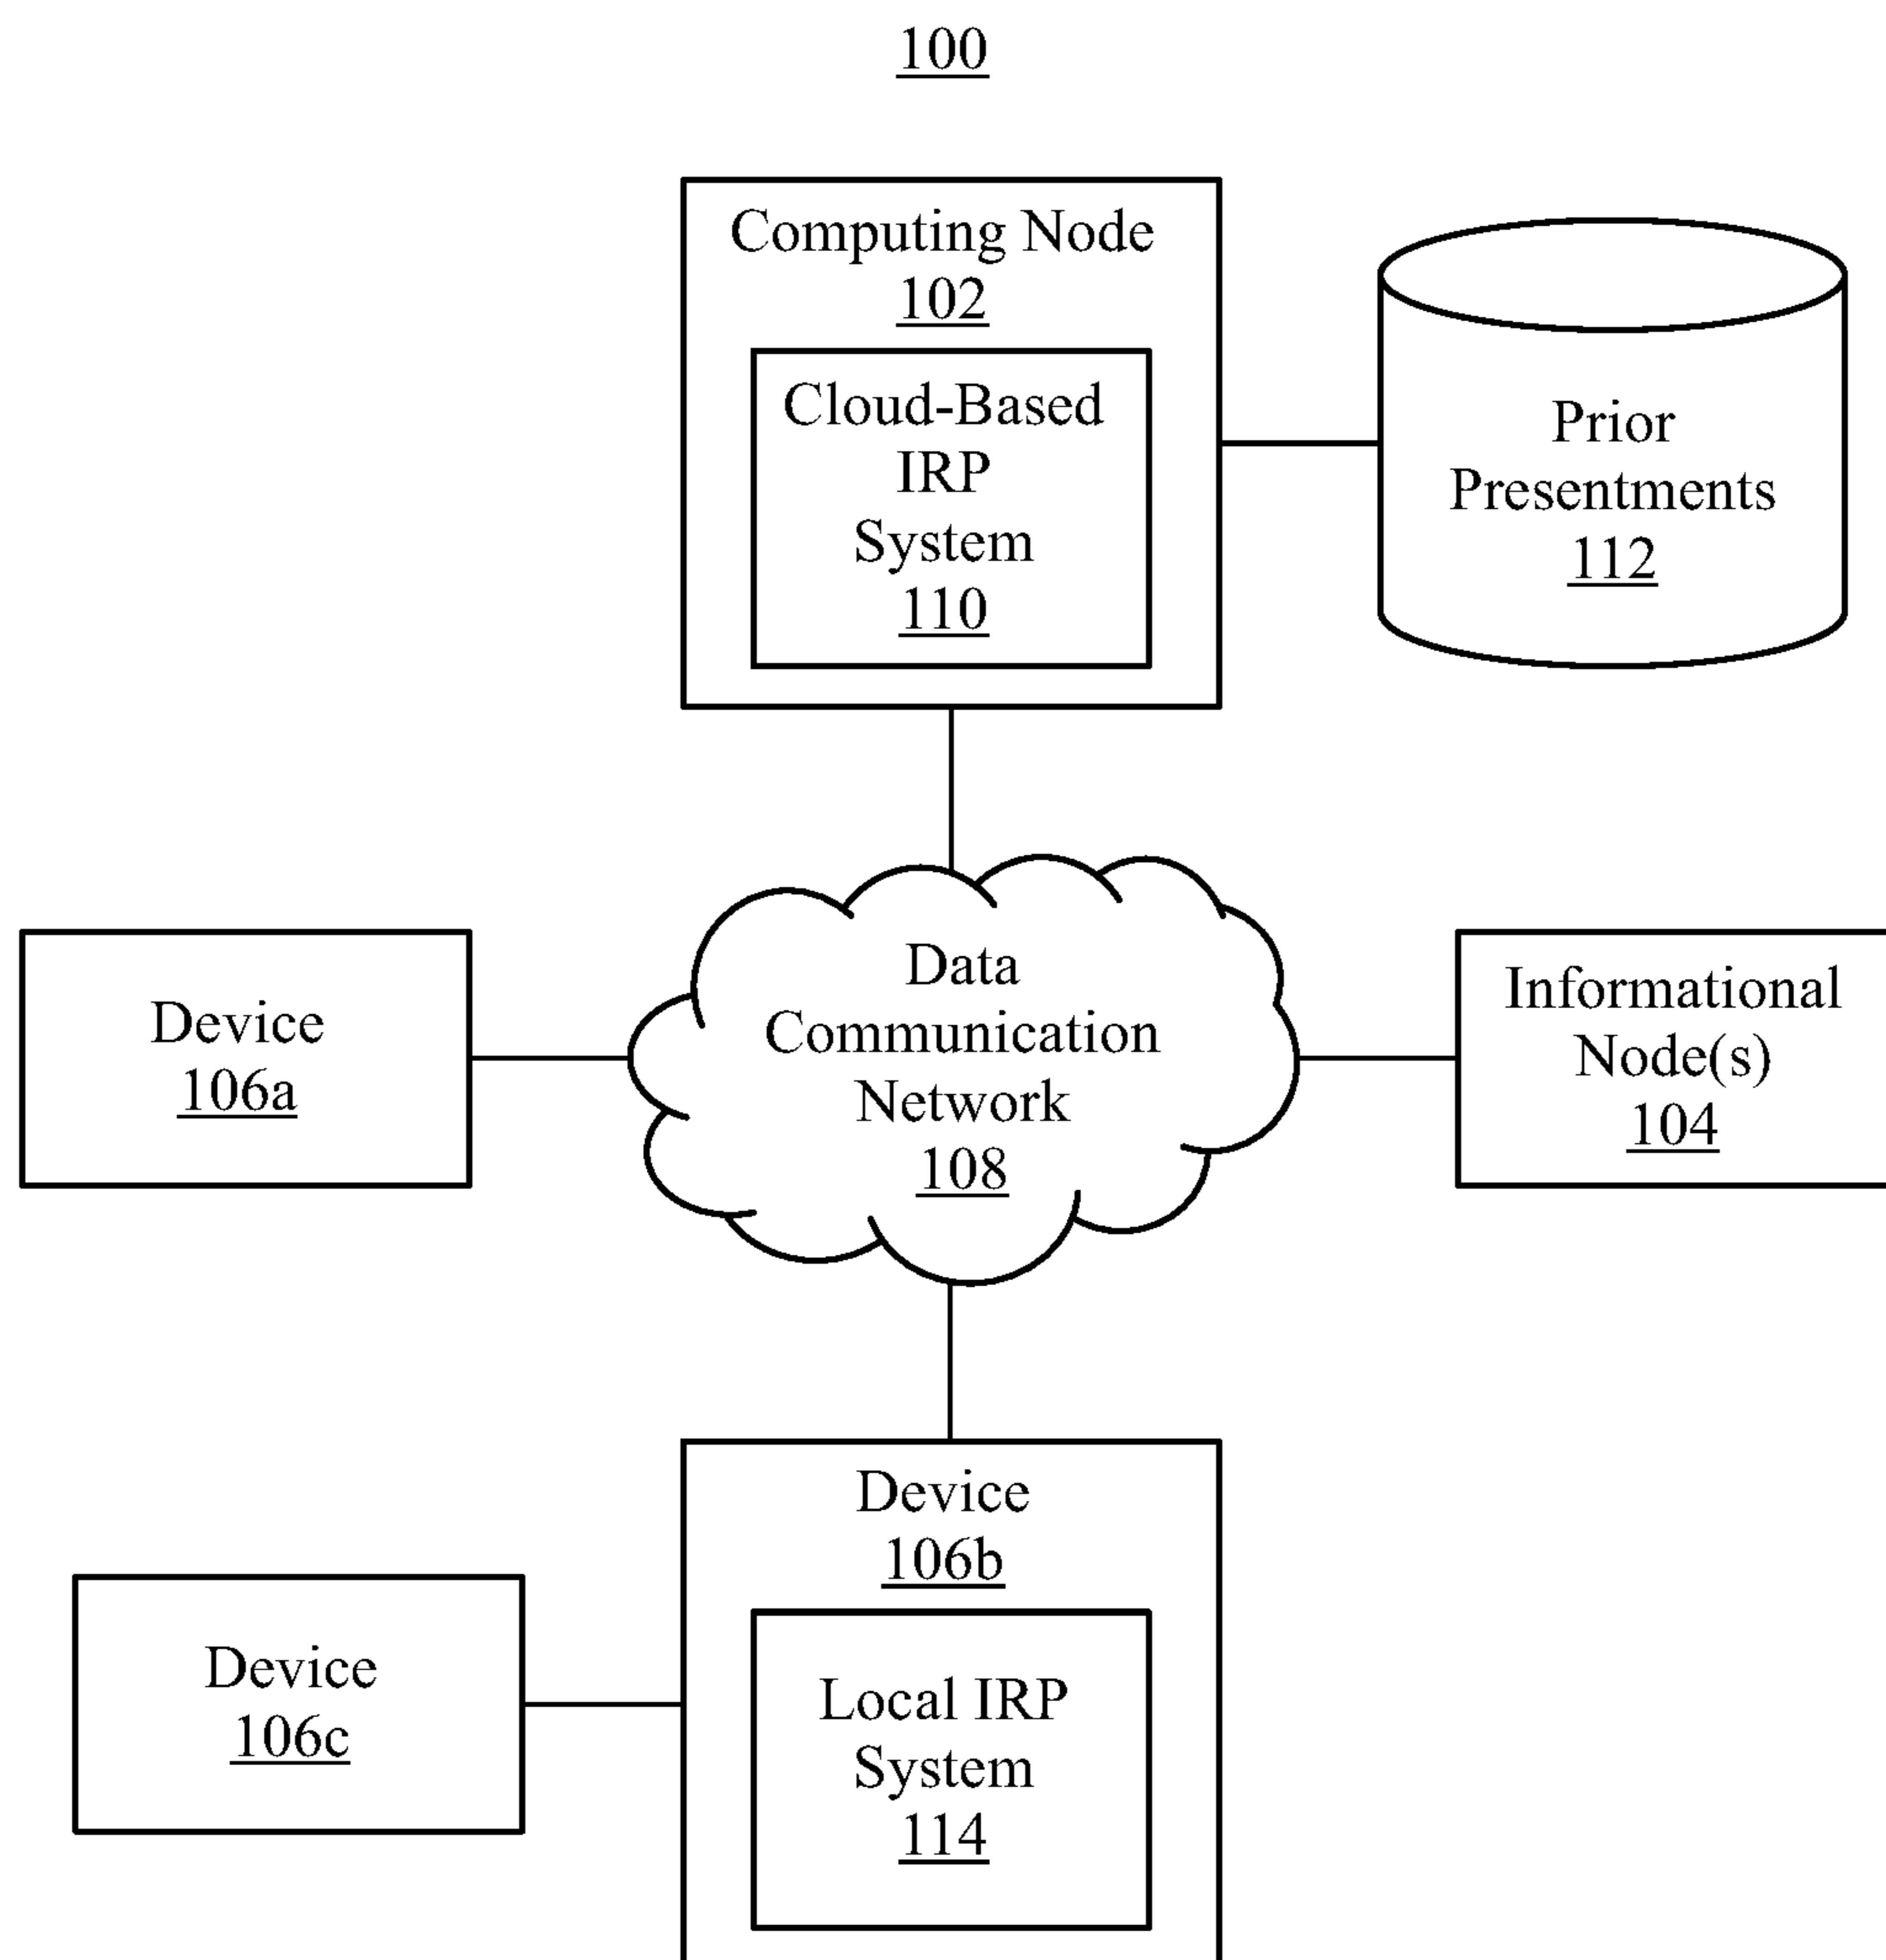 100
Computing Node
102
Cloud-Based
IRP
System
110
Prior
Presentments
112
Data
Communication
Network
108
Device
106a
Informational
Node(s)
104
Device
106b
Device
106c
Local IRP
System
114